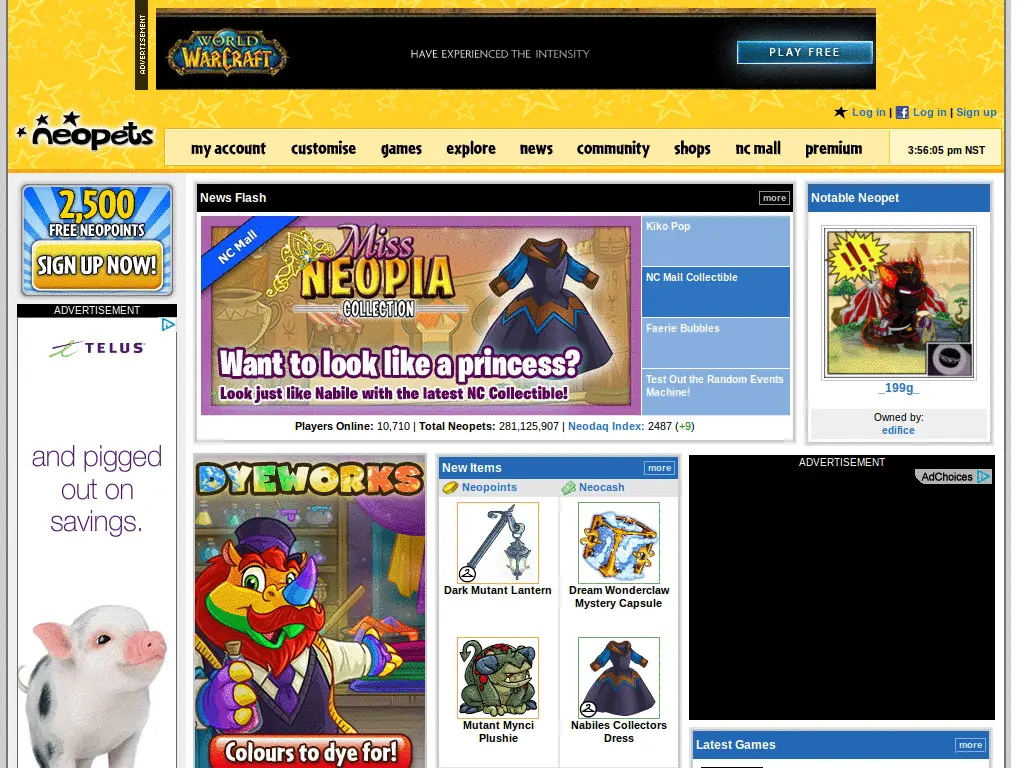 ADVERTISEMENT
WORLD
WARCRAFT
HAVE EXPERIENCED THE INTENSITY
PLAY FREE
neopets
Log in | Log in | Sign up
my account customise games explore news community shops nc mall premium
3:56:05 pm NST
2,500
FREE NEOPOINTS
SIGN UP NOW!
ADVERTISEMENT
TELUS
and pigged
out on
savings.
News Flash
more
NC Mall
Miss
NEOPIA
COLLECTION
Want to look like a princess?
Look just like Nabile with the latest NC Collectible!
Kiko Pop
NC Mall Collectible
Faerie Bubbles
Test Out the Random Events
Machine!
Players Online: 10,710 | Total Neopets: 281,125,907 | Neodaq Index: 2487 (+9)
Notable Neopet
!!!
_199g_
Owned by:
edifice
DYEWORKS
Colours to dye for!
New Items
more
Neopoints
Neocash
Dark Mutant Lantern
Dream Wonderclaw
Mystery Capsule
Mutant Mynci
Plushie
Nabiles Collectors
Dress
ADVERTISEMENT
AdChoices
Latest Games
more